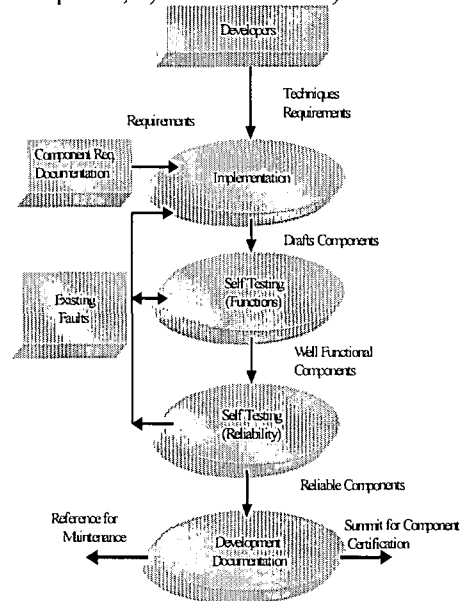 Developers
Techniques
Requirements
Requirements
Component Req.
Documentation
Implementation
Drafts Components
Self Testing
(Functions)
Existing
Faults
Well Functional
Components
Self Testing
(Reliability)
Reliable Components
Reference for
Maintenance
Development
Documentation
Summit for Component
Certification